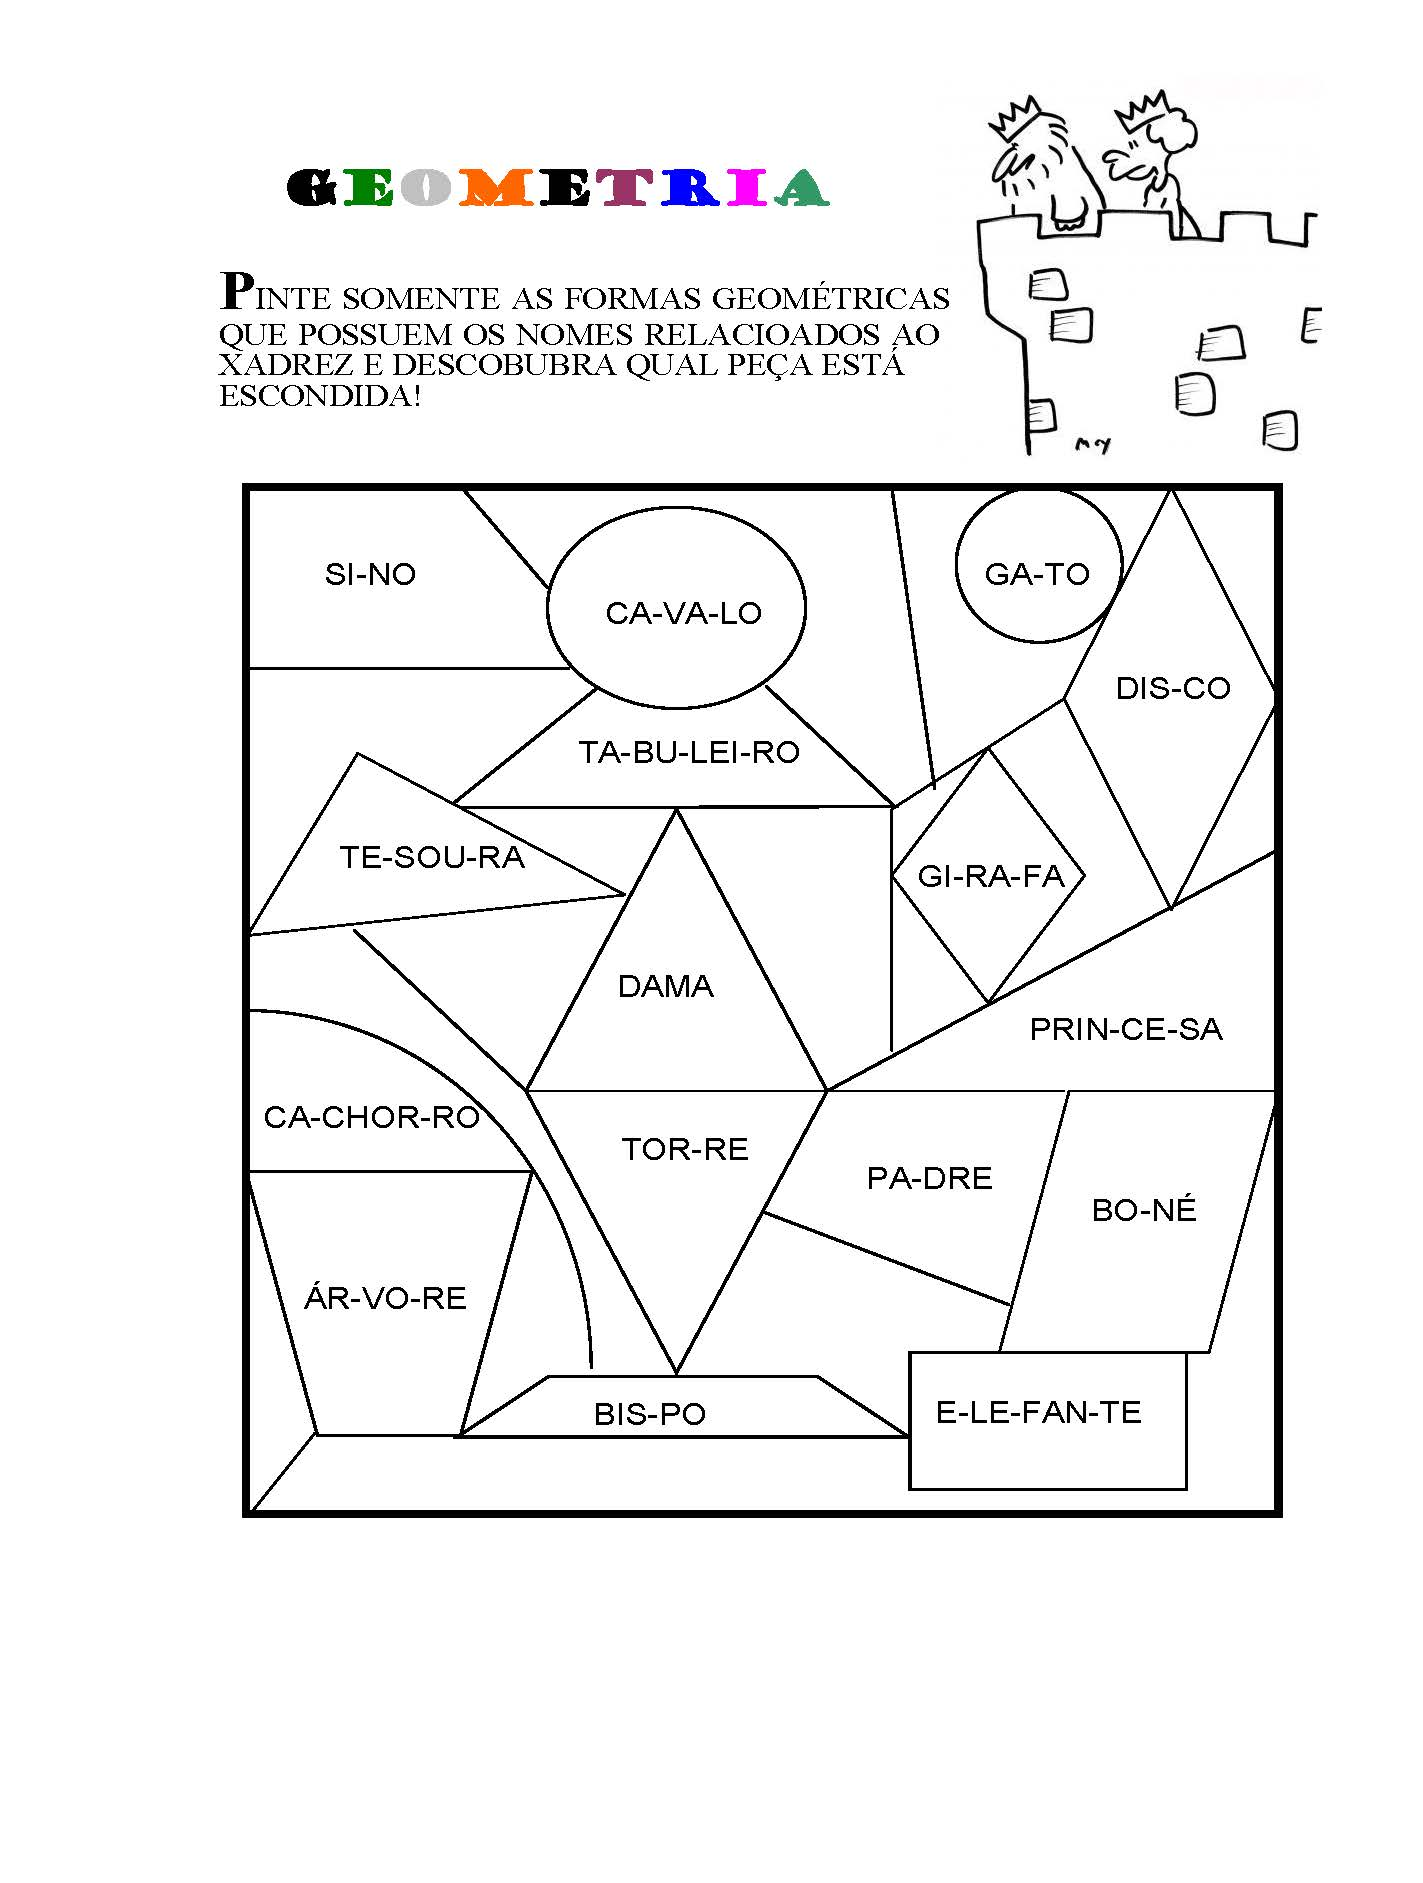 GEOMETRIA
PINTE SOMENTE AS FORMAS GEOMÉTRICAS
QUE POSSUEM OS NOMES RELACIOADOS AO
XADREZ E DESCOBUBRA QUAL PEÇA ESTÁ
ESCONDIDA!
SI-NO
CA-VA-LO
GA-TO
DIS-CO
TA-BU-LEI-RO
TE-SOU-RA
GI-RA-FA
DAMA
PRIN-CE-SA
CA-CHOR-RO
TOR-RE
PA-DRE
BO-NÉ
ÁR-VO-RE
BIS-PO
E-LE-FAN-TE